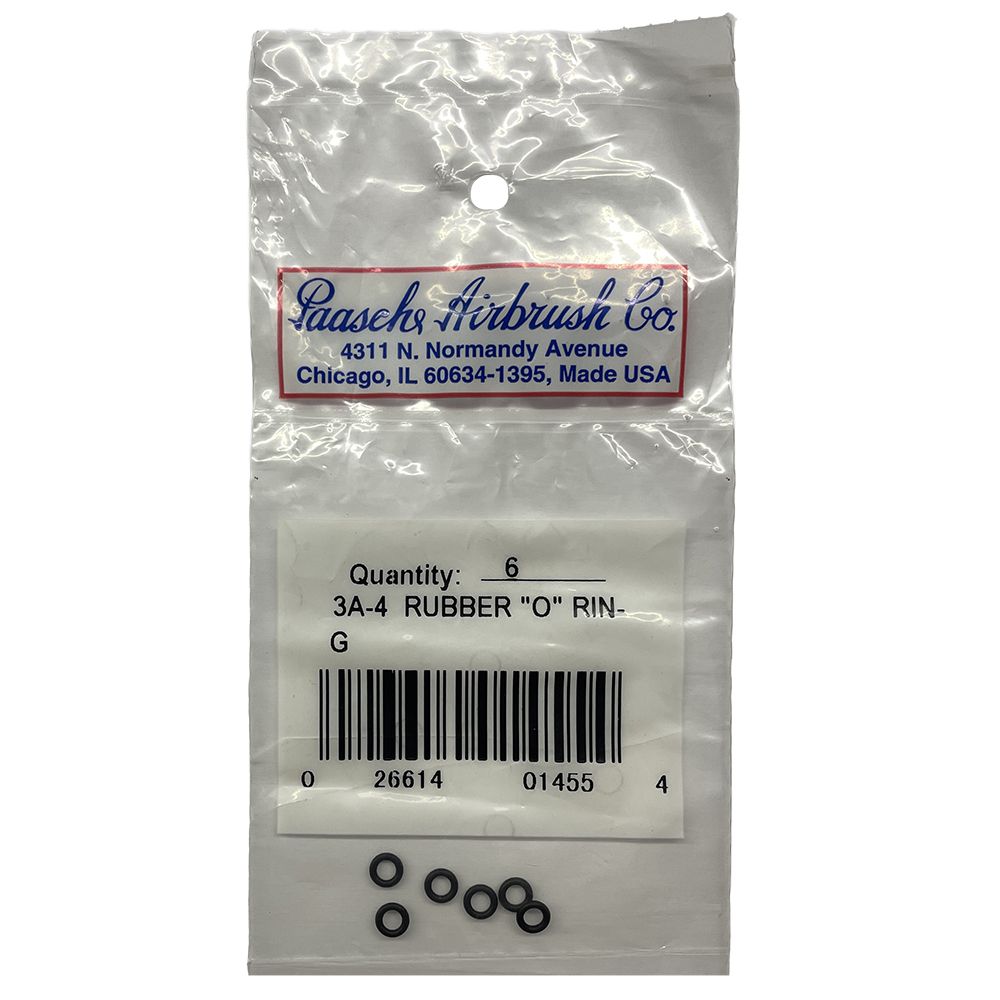 Paasche Airbrush Co.
4311 N. Normandy Avenue
Chicago, IL 60634-1395, Made USA
Quantity: 6
3A-4 RUBBER "O" RIN-
G
0 26614 01455 4